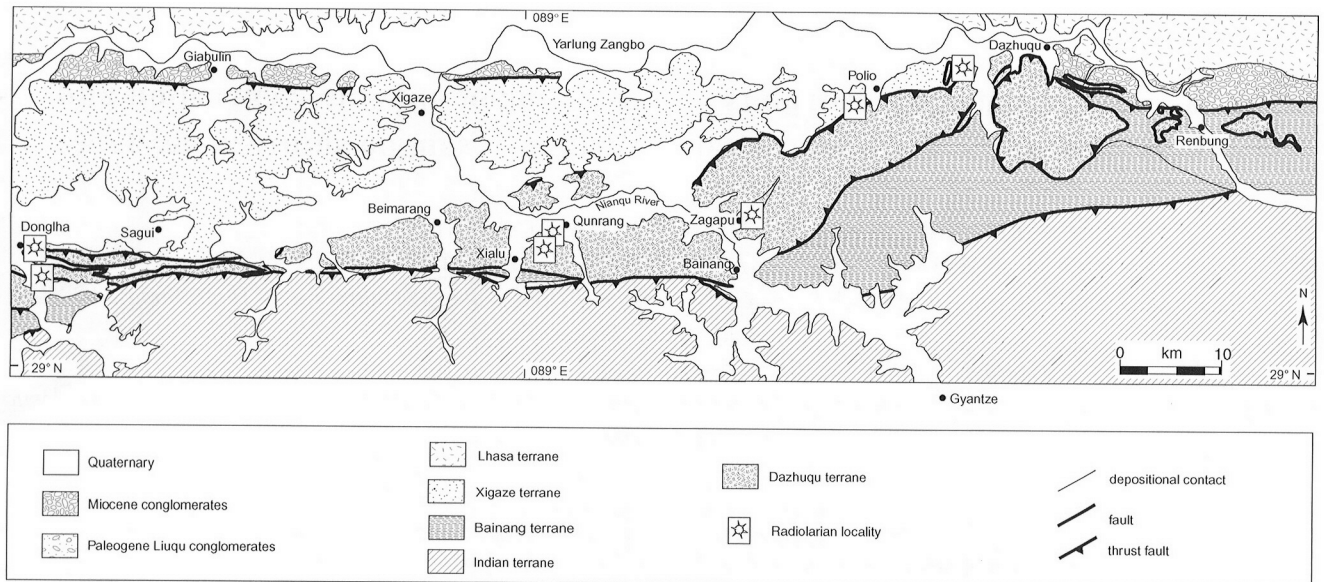 089° E
Yarlung Zangbo
Dazhuqu
Giabulin
Polio
Xigaze
Renbung
Nianqu River
Donglha
Sagui
Beimarang
Qunrang
Zagapu
Xialu
Bainang
N
km
0 10
29° N
089° E
29° N
Gyantze
Quaternary
Miocene conglomerates
Paleogene Liuqu conglomerates
Lhasa terrane
Xigaze terrane
Bainang terrane
Indian terrane
Dazhuqu terrane
Radiolarian locality
depositional contact
fault
thrust fault